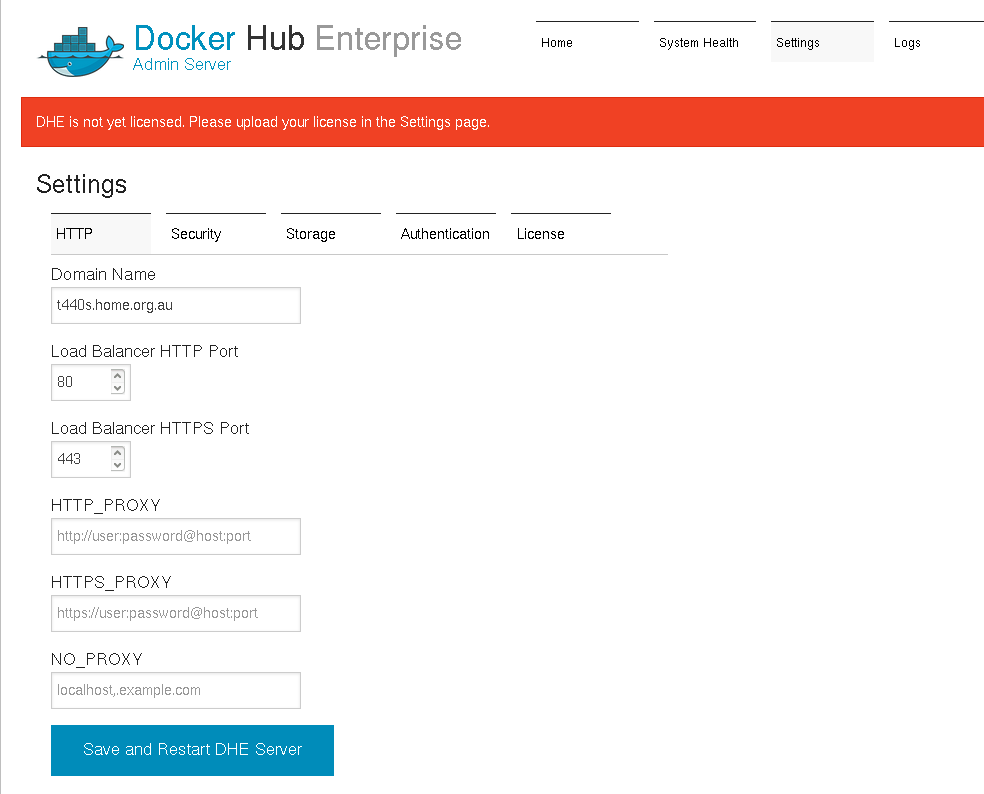 Docker Hub Enterprise
Admin Server
Home
System Health
Settings
Logs
DHE is not yet licensed. Please upload your license in the Settings page.
Settings
HTTP
Security
Storage
Authentication
License
Domain Name
t440s.home.org.au
Load Balancer HTTP Port
80
Load Balancer HTTPS Port
443
HTTP_PROXY
http://user:password@host:port
HTTPS_PROXY
https://user:password@host:port
NO_PROXY
localhost,.example.com
Save and Restart DHE Server